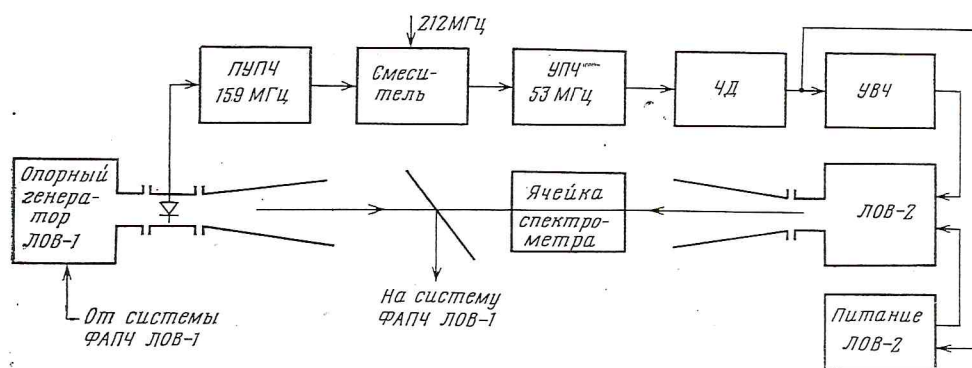 212МГЦ
ПУПЧ
159 МГЦ
Смеси-
тель
УПЧ
53 МГЦ
ЧД
УВЧ
Опорный
генера-
тор
ЛОВ-1
Ячейка
спектро-
метра
ЛОВ-2
На систему
ФАПЧ ЛОВ-1
От системы
ФАПЧ ЛОВ-1
Питание
ЛОВ-2